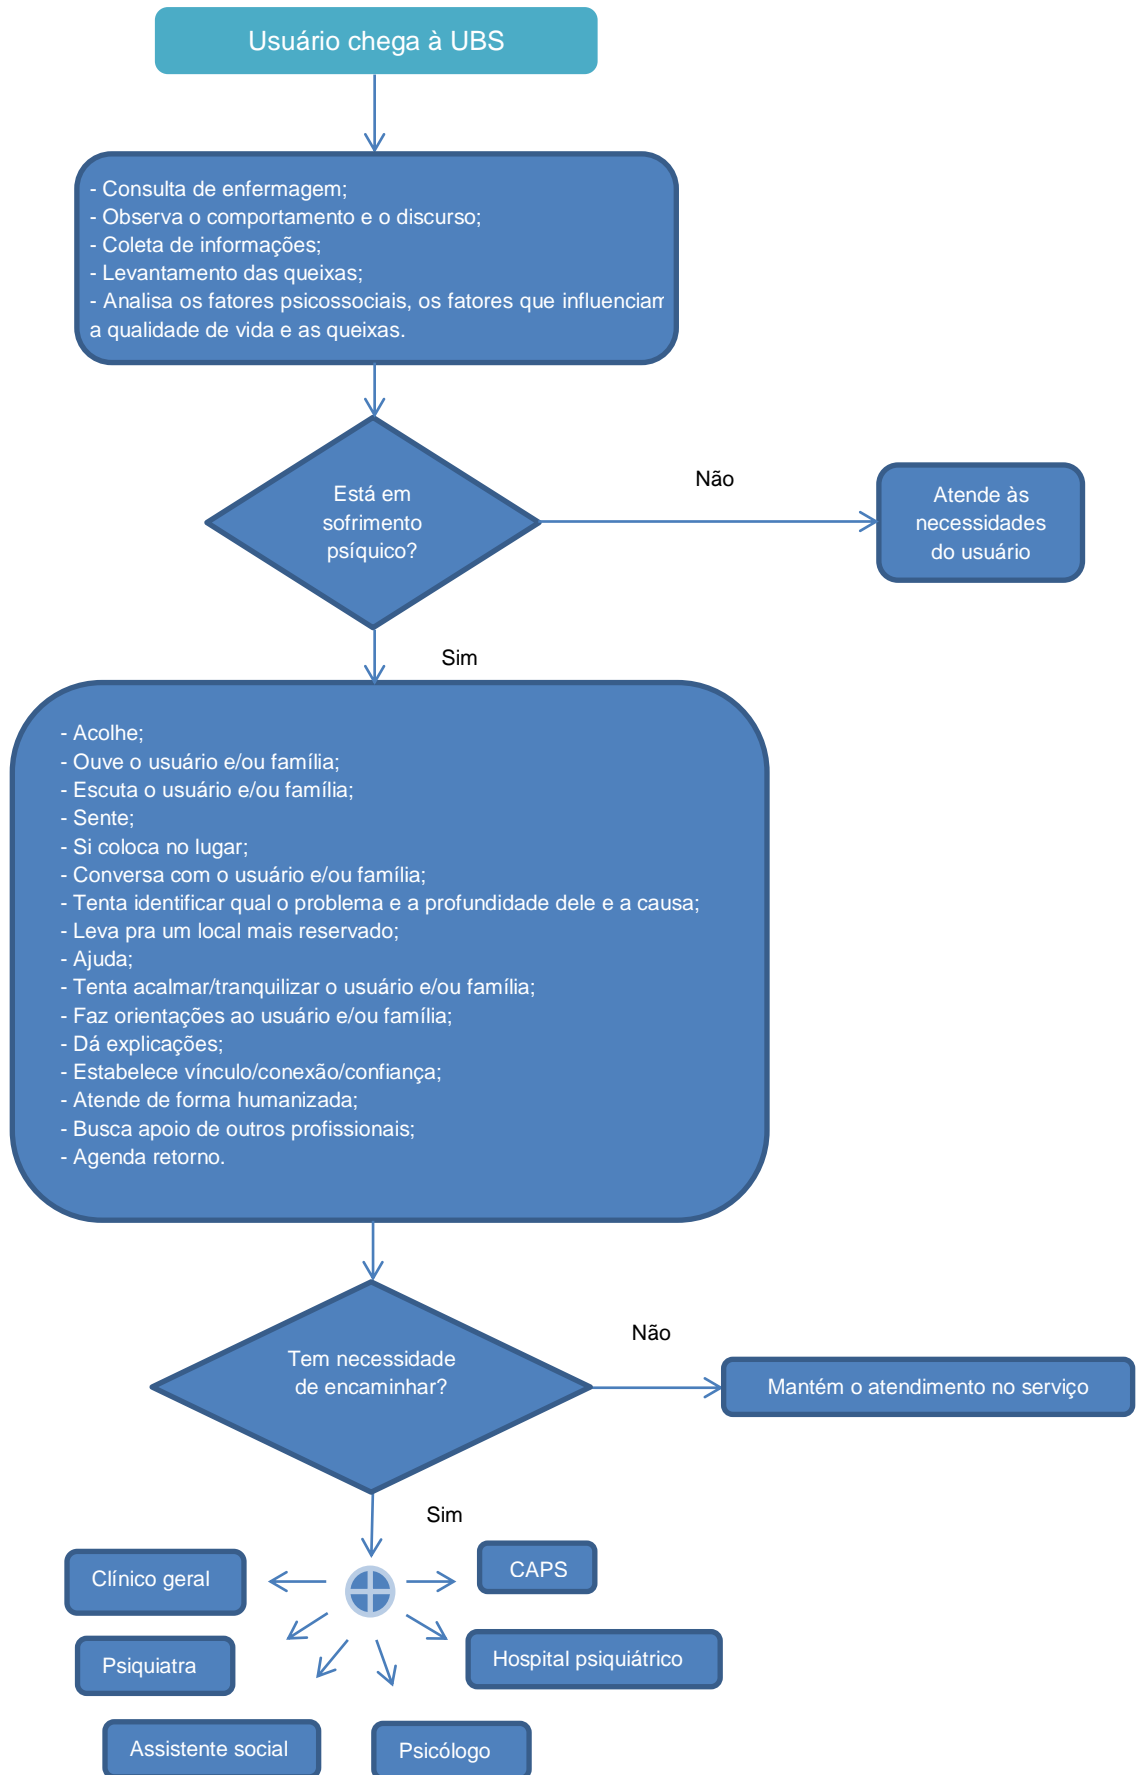 Usuário chega à UBS
- Consulta de enfermagem;
- Observa o comportamento e o discurso;
- Coleta de informações;
- Levantamento das queixas;
- Analisa os fatores psicossociais, os fatores que influenciam
a qualidade de vida e as queixas.
Está em
sofrimento
psíquico?
Não
Atende às
necessidades
do usuário
Sim
- Acolhe;
- Ouve o usuário e/ou família;
- Escuta o usuário e/ou família;
- Sente;
- Si coloca no lugar;
- Conversa com o usuário e/ou família;
- Tenta identificar qual o problema e a profundidade dele e a causa;
- Leva pra um local mais reservado;
- Ajuda;
- Tenta acalmar/tranquilizar o usuário e/ou família;
- Faz orientações ao usuário e/ou família;
- Dá explicações;
- Estabelece vínculo/conexão/confiança;
- Atende de forma humanizada;
- Busca apoio de outros profissionais;
- Agenda retorno.
Tem necessidade
de encaminhar?
Não
Mantém o atendimento no serviço
Sim
Clínico geral
CAPS
Psiquiatra
Hospital psiquiátrico
Assistente social
Psicólogo